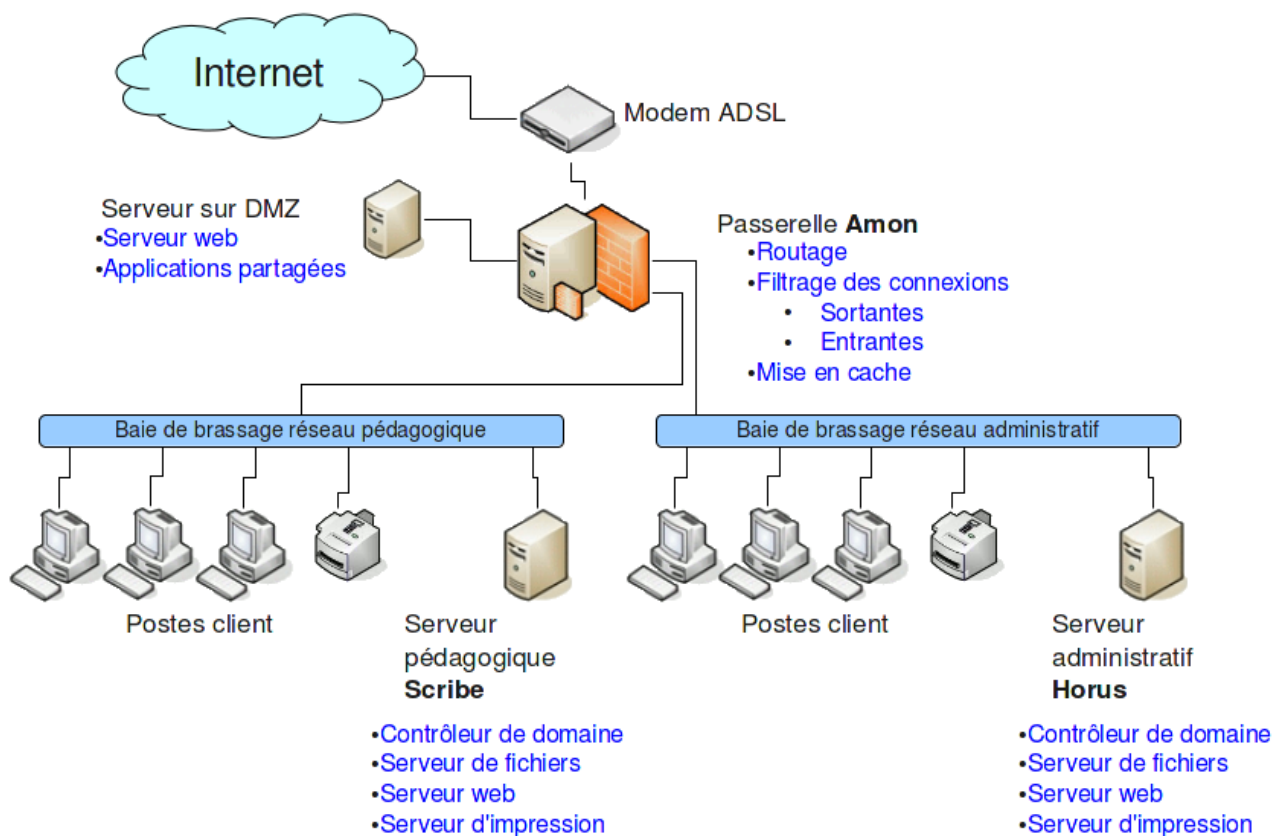 Internet
Modem ADSL
Serveur sur DMZ
•Serveur web
•Applications partagées
Passerelle Amon
•Routage
•Filtrage des connexions
• Sortantes
• Entrantes
•Mise en cache
Baie de brassage réseau pédagogique
Baie de brassage réseau administratif
Postes client
Serveur
pédagogique
Scribe
•Contrôleur de domaine
•Serveur de fichiers
•Serveur web
•Serveur d'impression
Postes client
Serveur
administratif
Horus
•Contrôleur de domaine
•Serveur de fichiers
•Serveur web
•Serveur d'impression